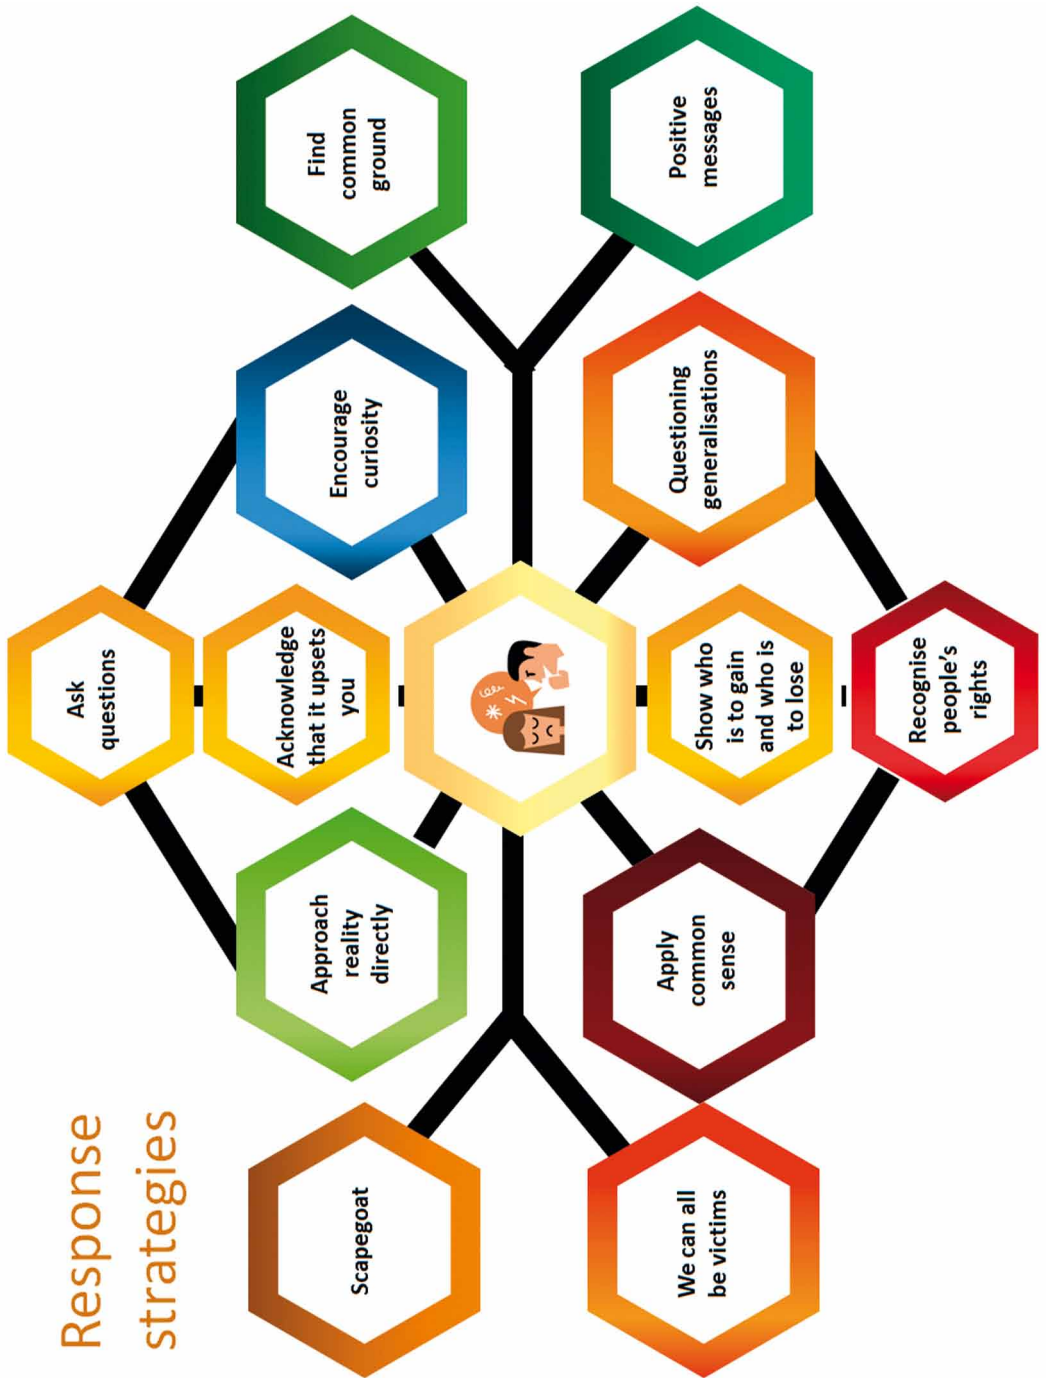 Response
strategies
Ask
questions
Acknowledge
that it upsets
you
Approach
reality
directly
Encourage
curiosity
Scapegoat
Find
common
ground
We can all
be victims
Apply
common
sense
Show who
is to gain
and who is
to lose
Questioning
generalisations
Positive
messages
Recognise
people’s
rights